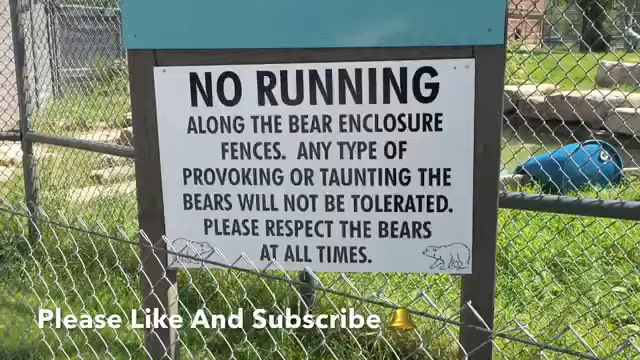 NO RUNNING
ALONG THE BEAR ENCLOSURE
FENCES. ANY TYPE OF
PROVOKING OR TAUNTING THE
BEARS WILL NOT BE TOLERATED.
PLEASE RESPECT THE BEARS
AT ALL TIMES.
Please Like And Subscribe 🔔